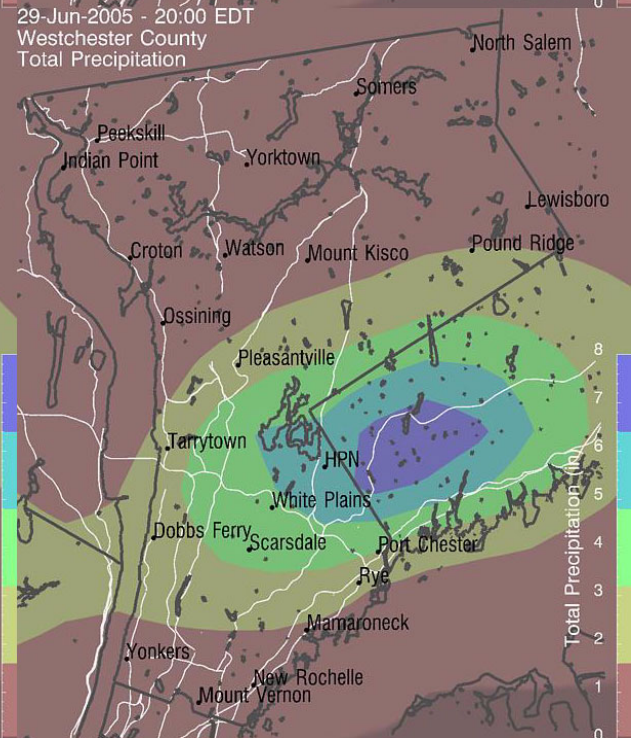 0
29-Jun-2005 - 20:00 EDT
Westchester County
Total Precipitation
North Salem
Somers
Peekskill
Indian Point
Yorktown
Lewisboro
Croton
Watson
Mount Kisco
Pound Ridge
Ossining
Pleasantville
8
7
Tarrytown
6
HPN
5
White Plains
Dobbs Ferry
Scarsdale
Port Chester
4
Rye
3
Total Precipitation (in)
Mamaroneck
2
Yonkers
New Rochelle
Mount Vernon
1
0